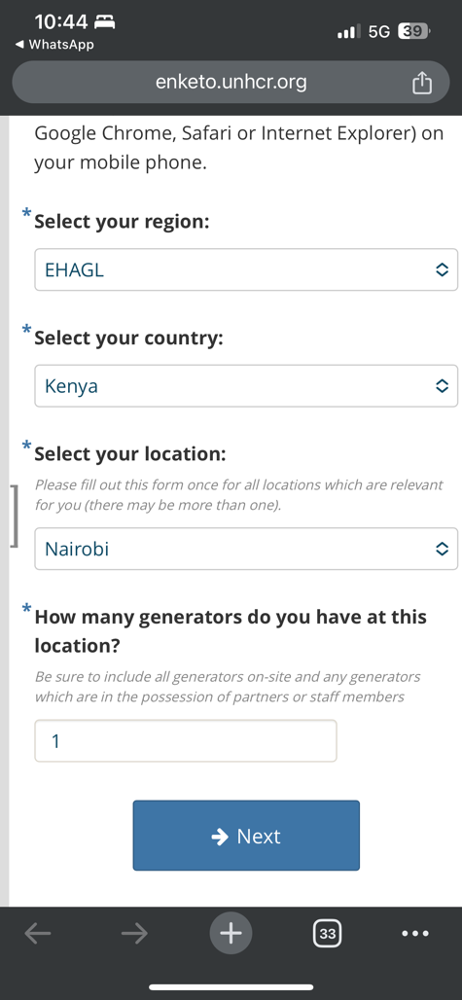 10:44
5G 39
◀ WhatsApp
enketo.unhcr.org
Google Chrome, Safari or Internet Explorer) on
your mobile phone.
* Select your region:
EHAGL
* Select your country:
Kenya
* Select your location:
Please fill out this form once for all locations which are relevant
for you (there may be more than one).
Nairobi
* How many generators do you have at this
location?
Be sure to include all generators on-site and any generators
which are in the possession of partners or staff members
1
→ Next
33